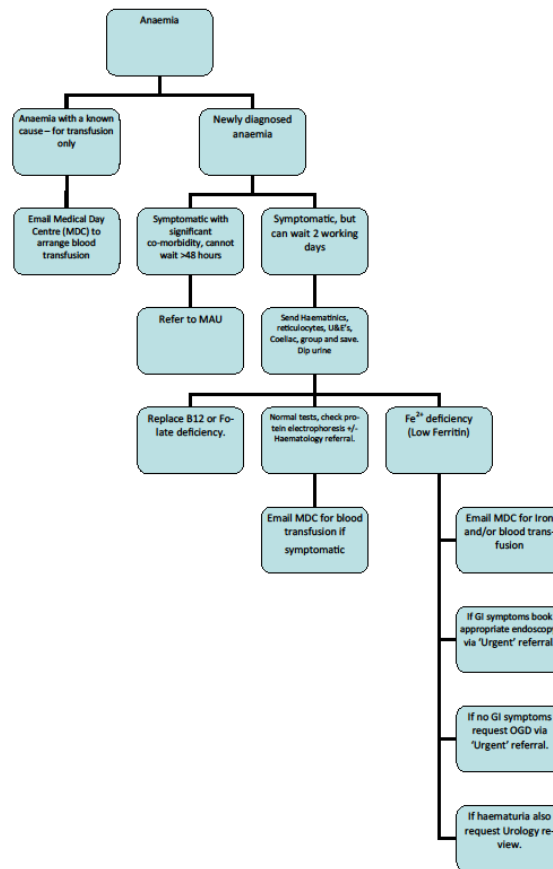 Anaemia
Anaemia with a known
cause – for transfusion
only
Newly diagnosed
anaemia
Email Medical Day
Centre (MDC) to
arrange blood
transfusion
Symptomatic with
significant
co-morbidity, cannot
wait >48 hours
Symptomatic, but
can wait 2 working
days
Refer to MAU
Send Haematinics,
reticulocytes, U&E's,
Coeliac, group and save.
Dip urine
Replace B12 or Fo-
late deficiency.
Normal tests, check pro-
tein electrophoresis +/-
Haematology referral.
Fe²⁺ deficiency
(Low Ferritin)
Email MDC for blood
transfusion if
symptomatic
Email MDC for Iron
and/or blood trans-
fusion
If GI symptoms book
appropriate endoscopy
via 'Urgent' referral
If no GI symptoms
request OGD via
'Urgent' referral.
If haematuria also
request Urology re-
view.